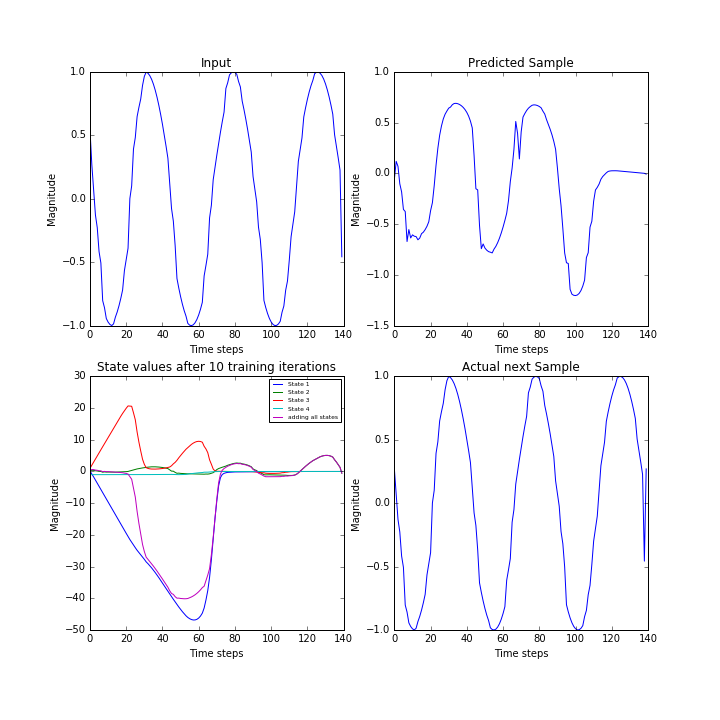 Input
Magnitude
1.0
0.5
0.0
−0.5
−1.0
0 20 40 60 80 100 120 140
Time steps
Predicted Sample
Magnitude
1.0
0.5
0.0
−0.5
−1.0
−1.5
0 20 40 60 80 100 120 140
Time steps
State values after 10 training iterations
Magnitude
30
20
10
0
−10
−20
−30
−40
−50
0 20 40 60 80 100 120 140
Time steps
State 1
State 2
State 3
State 4
adding all states
Actual next Sample
Magnitude
1.0
0.5
0.0
−0.5
−1.0
0 20 40 60 80 100 120 140
Time steps